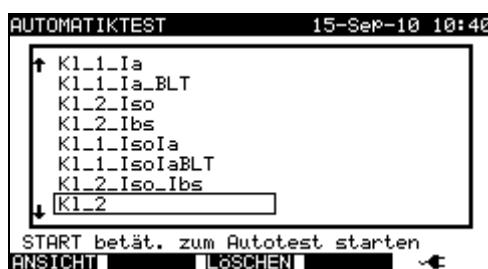 AUTOMATIKTEST 15-Sep-10 10:40
Kl_1_Ia
Kl_1_Ia_BLT
Kl_2_Iso
Kl_2_Ibs
Kl_1_IsoIa
Kl_1_IsoIaBLT
Kl_2_Iso_Ibs
Kl_2
START betät. zum Autotest starten
ANSICHT LÖSCHEN